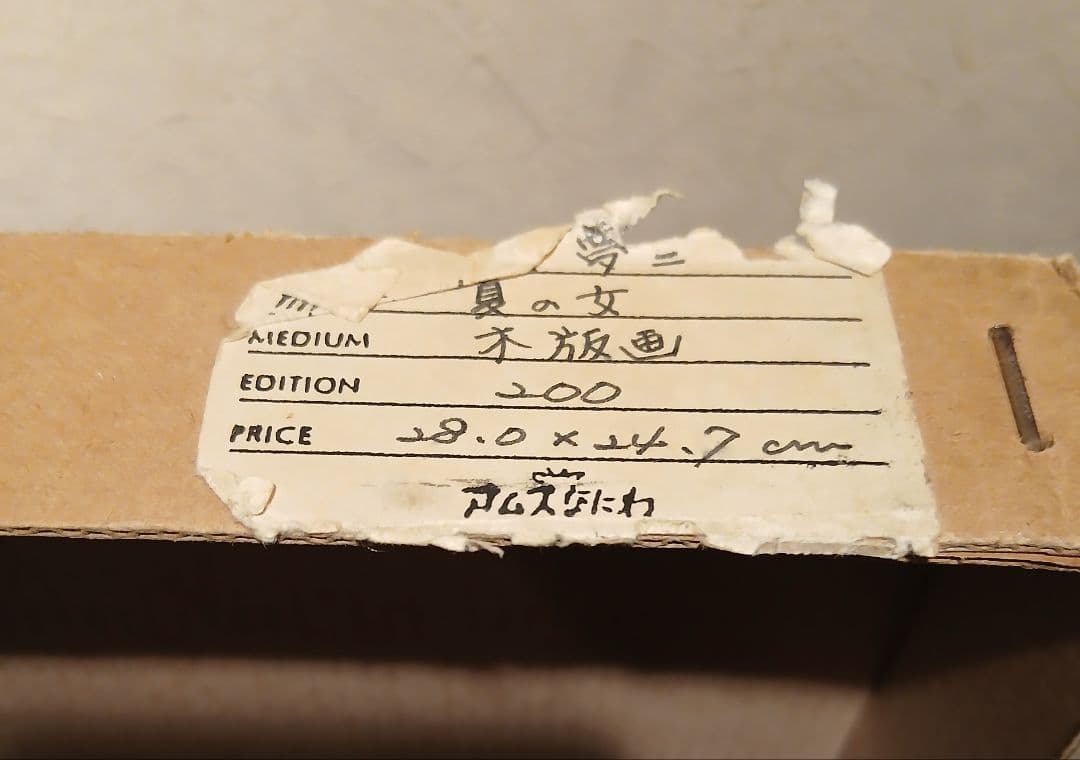 夢二
夏の女
MEDIUM 木版画
EDITION 200
PRICE 28.0 × 24.7 cm
アムスなにわ